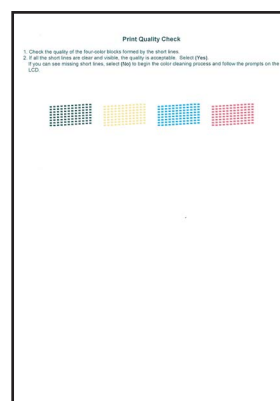 Print Quality Check
1. Check the quality of the four-color blocks formed by the short lines.
2. If all the short lines are clear and visible, the quality is acceptable. Select (Yes).
If you can see missing short lines, select (No) to begin the color cleaning process and follow the prompts on the
LCD.